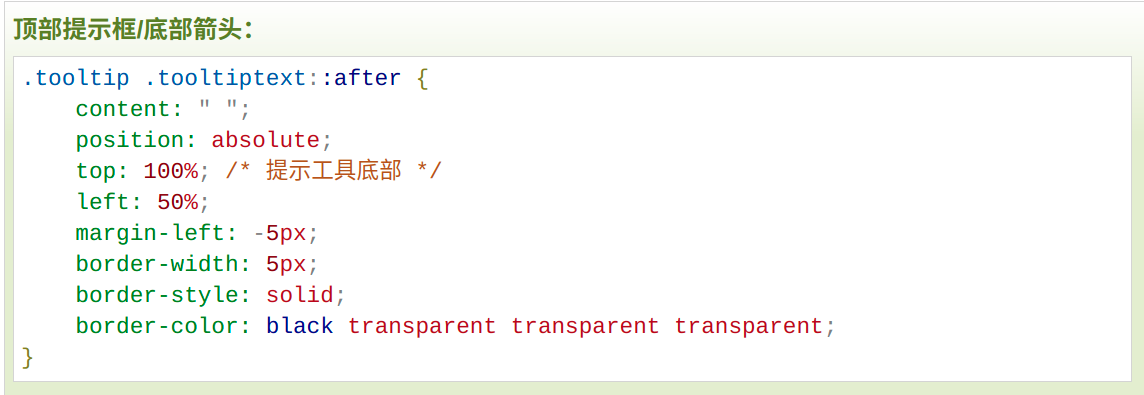 顶部提示框/底部箭头：
.tooltip .tooltiptext::after {
    content: " ";
    position: absolute;
    top: 100%; /* 提示工具底部 */
    left: 50%;
    margin-left: -5px;
    border-width: 5px;
    border-style: solid;
    border-color: black transparent transparent transparent;
}